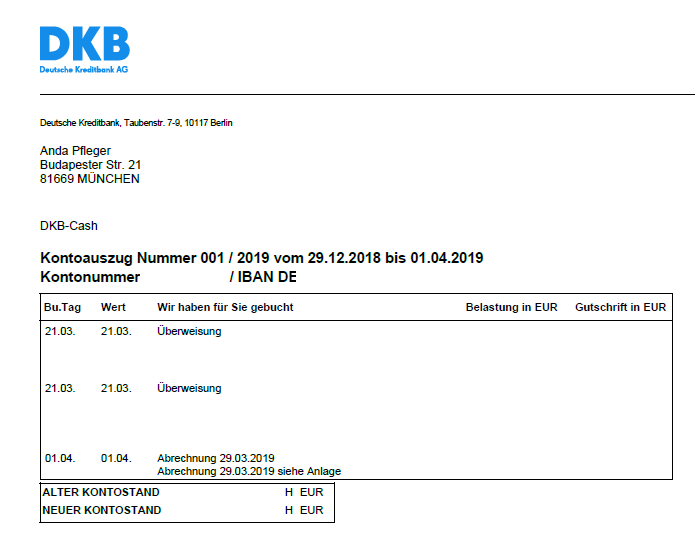 DKB
Deutsche Kreditbank AG
Deutsche Kreditbank, Taubenstr. 7-9, 10117 Berlin
Anda Pfleger
Budapester Str. 21
81669 MÜNCHEN
DKB-Cash
Kontoauszug Nummer 001 / 2019 vom 29.12.2018 bis 01.04.2019
Kontonummer / IBAN DE
Bu.Tag Wert Wir haben für Sie gebucht Belastung in EUR Gutschrift in EUR
21.03. 21.03. Überweisung
21.03. 21.03. Überweisung
01.04. 01.04. Abrechnung 29.03.2019
Abrechnung 29.03.2019 siehe Anlage
ALTER KONTOSTAND H EUR
NEUER KONTOSTAND H EUR